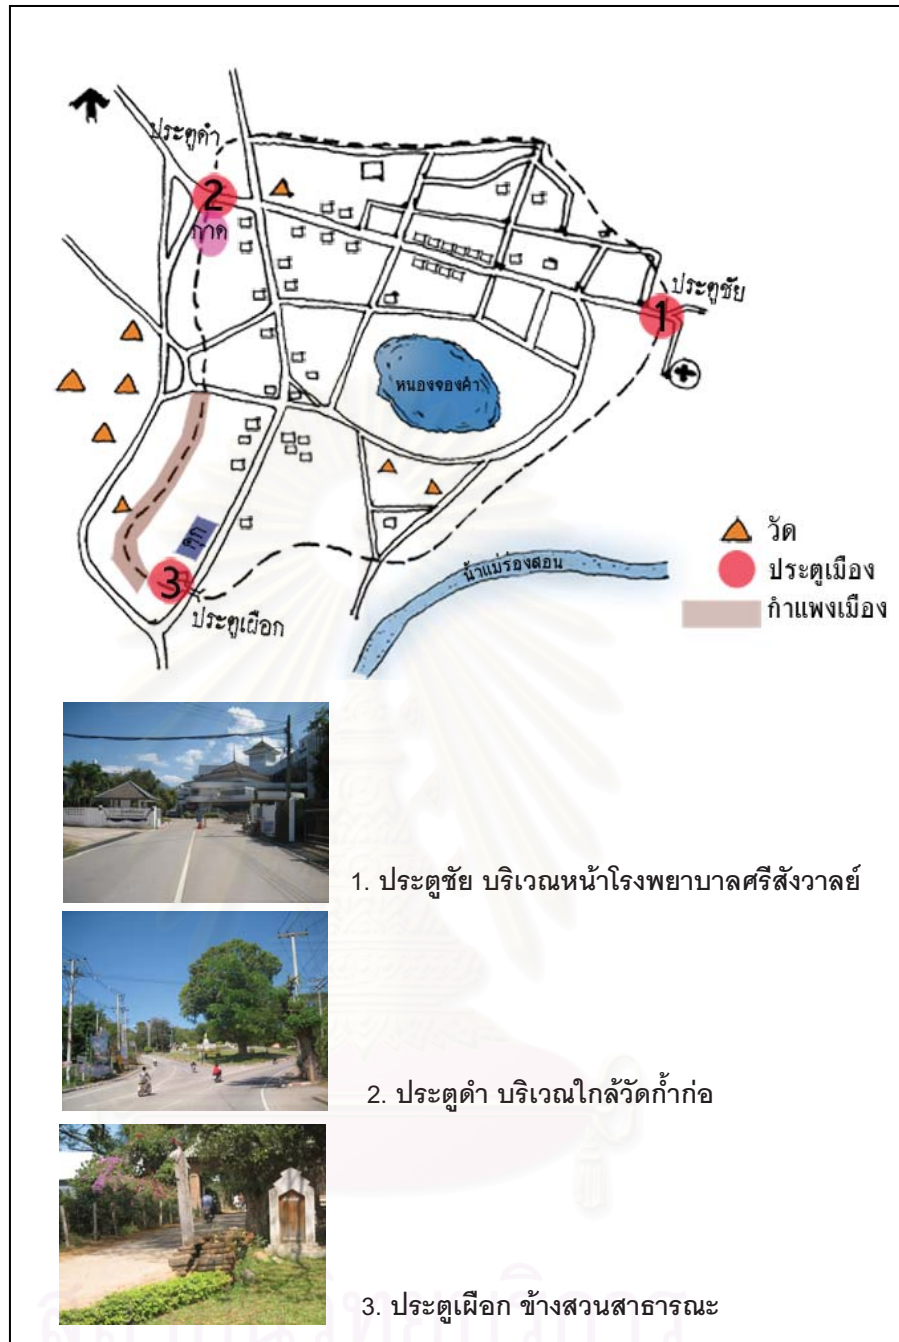 ประตูดำ
2
กาด
ประตูชัย
1
หนองจองคำ
คุก
3
ประตูเผือก
น้ำแม่ร่องสอน
วัด
ประตูเมือง
กำแพงเมือง
1. ประตูชัย บริเวณหน้าโรงพยาบาลศรีสังวาลย์
2. ประตูดำ บริเวณใกล้วัดก้ำก่อ
3. ประตูเผือก ข้างสวนสาธารณะ